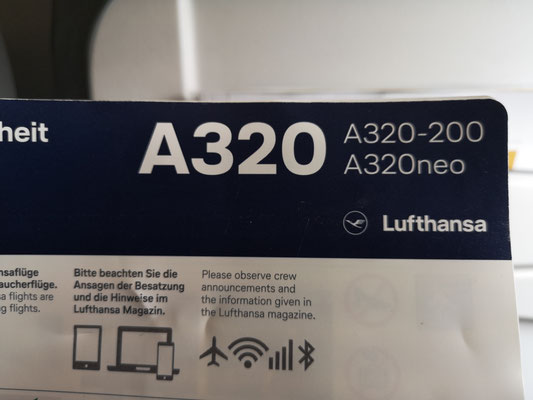 heit
A320
A320-200
A320neo
Lufthansa
nsaflüge
aucherflüge.
a flights are
g flights.
Bitte beachten Sie die
Ansagen der Besatzung
und die Hinweise im
Lufthansa Magazin.
Please observe crew
announcements and
the information given in
the Lufthansa magazine.